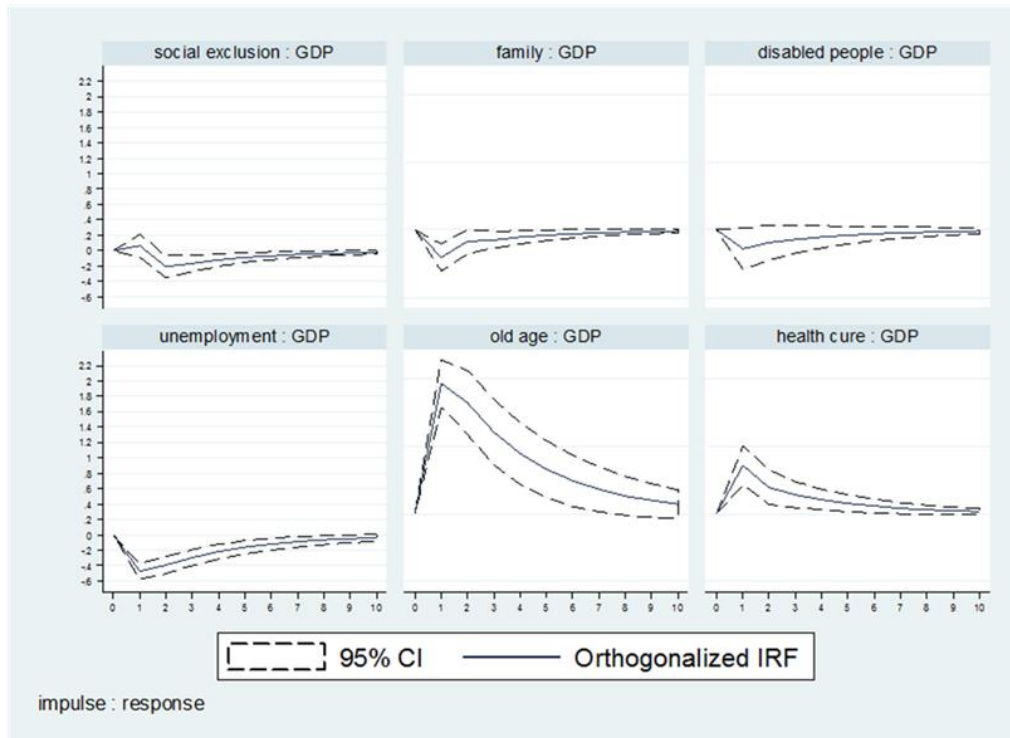 social exclusion : GDP
family : GDP
disabled people : GDP
2.2
2
1.8
1.6
1.4
1.2
1
.8
.6
.4
.2
0
-.2
-.4
-.6
unemployment : GDP
old age : GDP
health cure : GDP
2.2
2
1.8
1.6
1.4
1.2
1
.8
.6
.4
.2
0
-.2
-.4
-.6
0 1 2 3 4 5 6 7 8 9 10
0 1 2 3 4 5 6 7 8 9 10
0 1 2 3 4 5 6 7 8 9 10
95% CI
Orthogonalized IRF
impulse : response